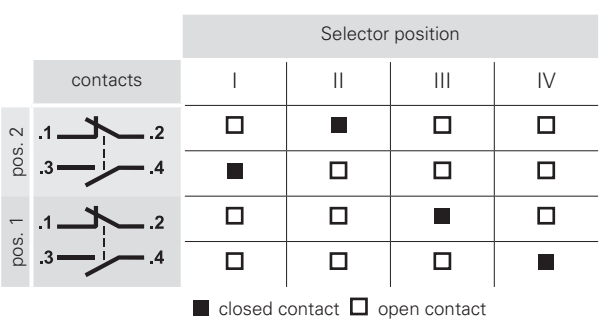 Selector position
contacts I II III IV
pos. 2
.1 .2
.3 .4
pos. 1
.1 .2
.3 .4
closed contact open contact